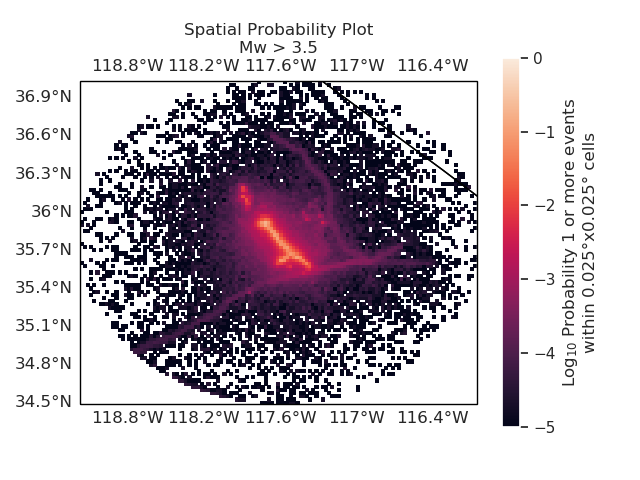 Spatial Probability Plot
Mw > 3.5
118.8°W 118.2°W 117.6°W 117°W 116.4°W
36.9°N
36.6°N
36.3°N
36°N
35.7°N
35.4°N
35.1°N
34.8°N
34.5°N
118.8°W 118.2°W 117.6°W 117°W 116.4°W
0
−1
−2
−3
−4
−5
Log₁₀ Probability 1 or more events
within 0.025°x0.025° cells